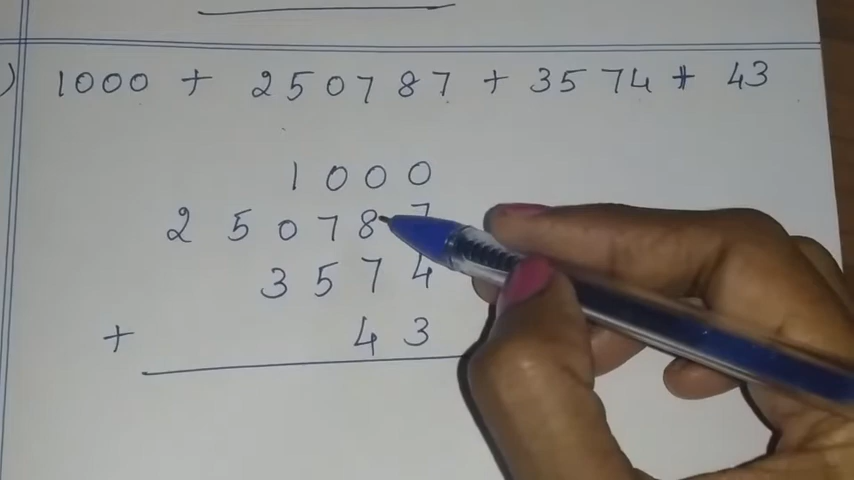 ) 1000 + 250787 + 3574 + 43
1000
250787
3574
+ 43